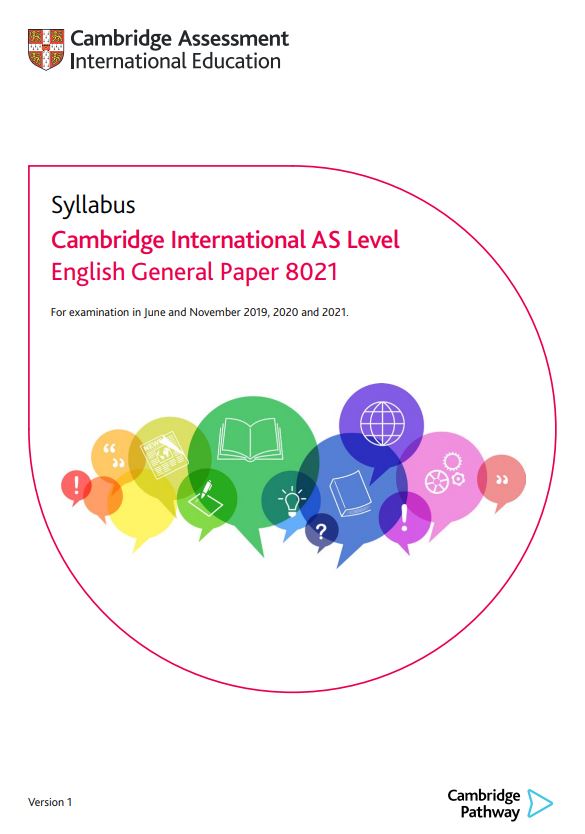 Cambridge Assessment
International Education
Syllabus
Cambridge International AS Level
English General Paper 8021
For examination in June and November 2019, 2020 and 2021.
NEWS
“
”
!
?
!
”
Version 1
Cambridge
Pathway